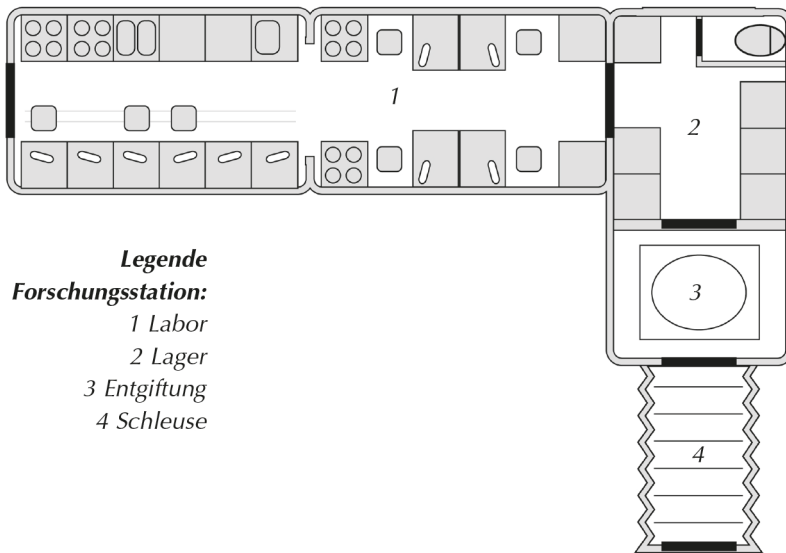 1
2
Legende
Forschungsstation:
1 Labor
2 Lager
3 Entgiftung
4 Schleuse
3
4